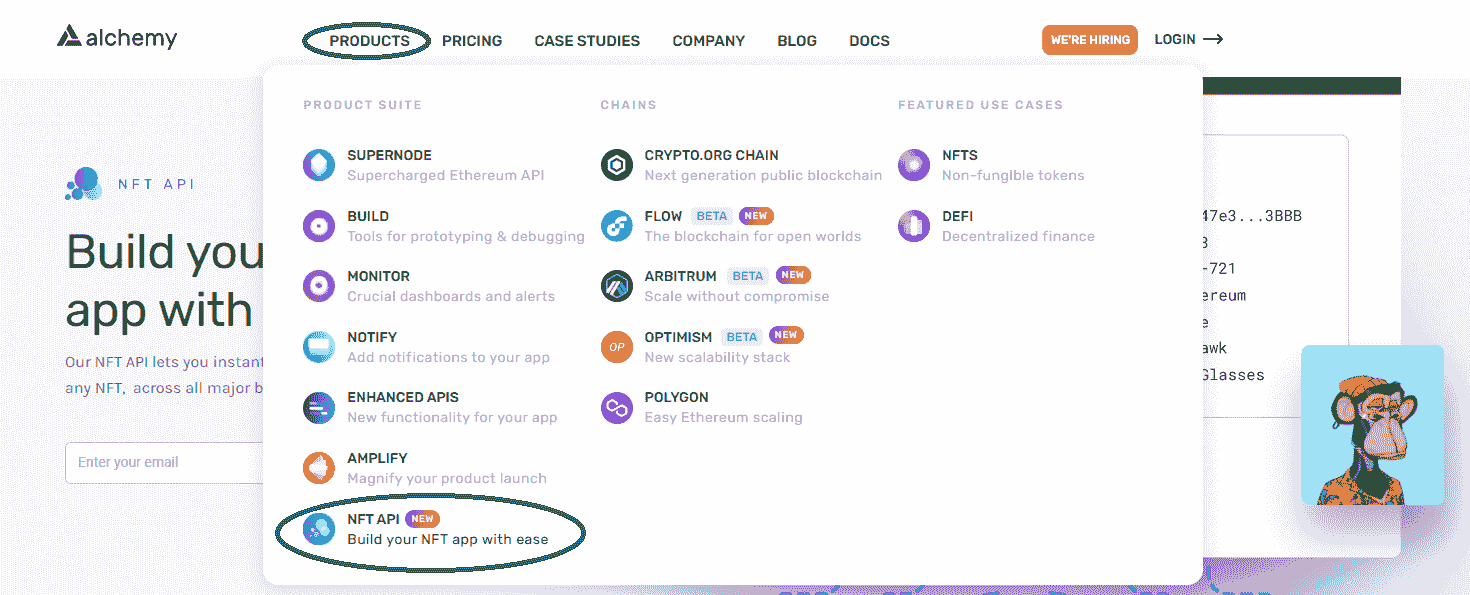 alchemy
PRODUCTS PRICING CASE STUDIES COMPANY BLOG DOCS WE'RE HIRING LOGIN
PRODUCT SUITE
SUPERNODE
Supercharged Ethereum API
BUILD
Tools for prototyping & debugging
MONITOR
Crucial dashboards and alerts
NOTIFY
Add notifications to your app
ENHANCED APIS
New functionality for your app
AMPLIFY
Magnify your product launch
NFT API NEW
Build your NFT app with ease
CHAINS
CRYPTO.ORG CHAIN
Next generation public blockchain
FLOW BETA NEW
The blockchain for open worlds
ARBITRUM BETA NEW
Scale without compromise
OP
OPTIMISM BETA NEW
New scalability stack
POLYGON
Easy Ethereum scaling
FEATURED USE CASES
NFTS
Non-fungible tokens
DEFI
Decentralized finance
NFT API
Build you
app with
Our NFT API lets you instant
any NFT, across all major b
Enter your email
47e3...3BBB
-721
ereum
e
awk
Glasses